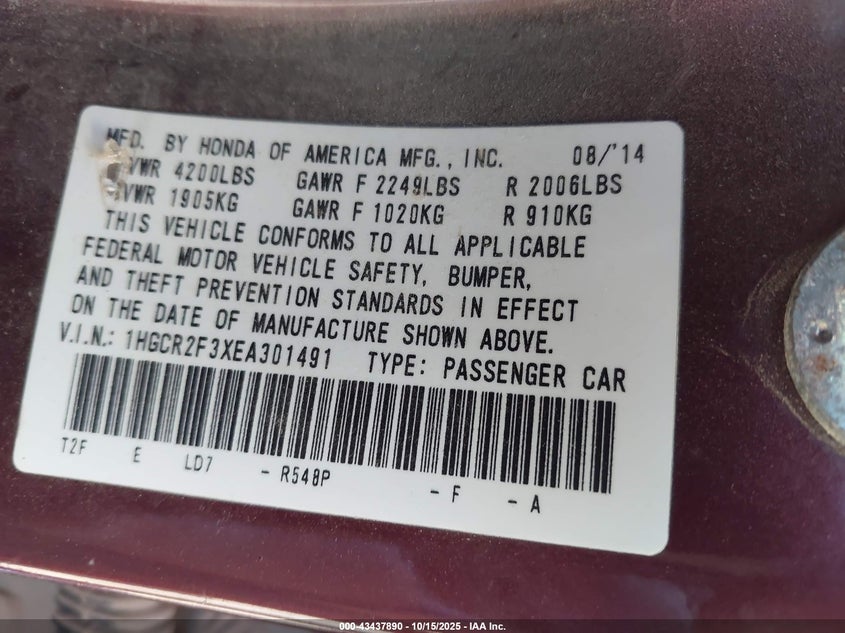 MFD. BY HONDA OF AMERICA MFG., INC. 08/'14
GVWR 4200LBS GAWR F 2249LBS R 2006LBS
GVWR 1905KG GAWR F 1020KG R 910KG
THIS VEHICLE CONFORMS TO ALL APPLICABLE
FEDERAL MOTOR VEHICLE SAFETY, BUMPER,
AND THEFT PREVENTION STANDARDS IN EFFECT
ON THE DATE OF MANUFACTURE SHOWN ABOVE.
V.I.N.: 1HGCR2F3XEA301491 TYPE: PASSENGER CAR
T2F E LD7 - R548P - F - A
000-43437890 - 10/15/2025 - IAA Inc.